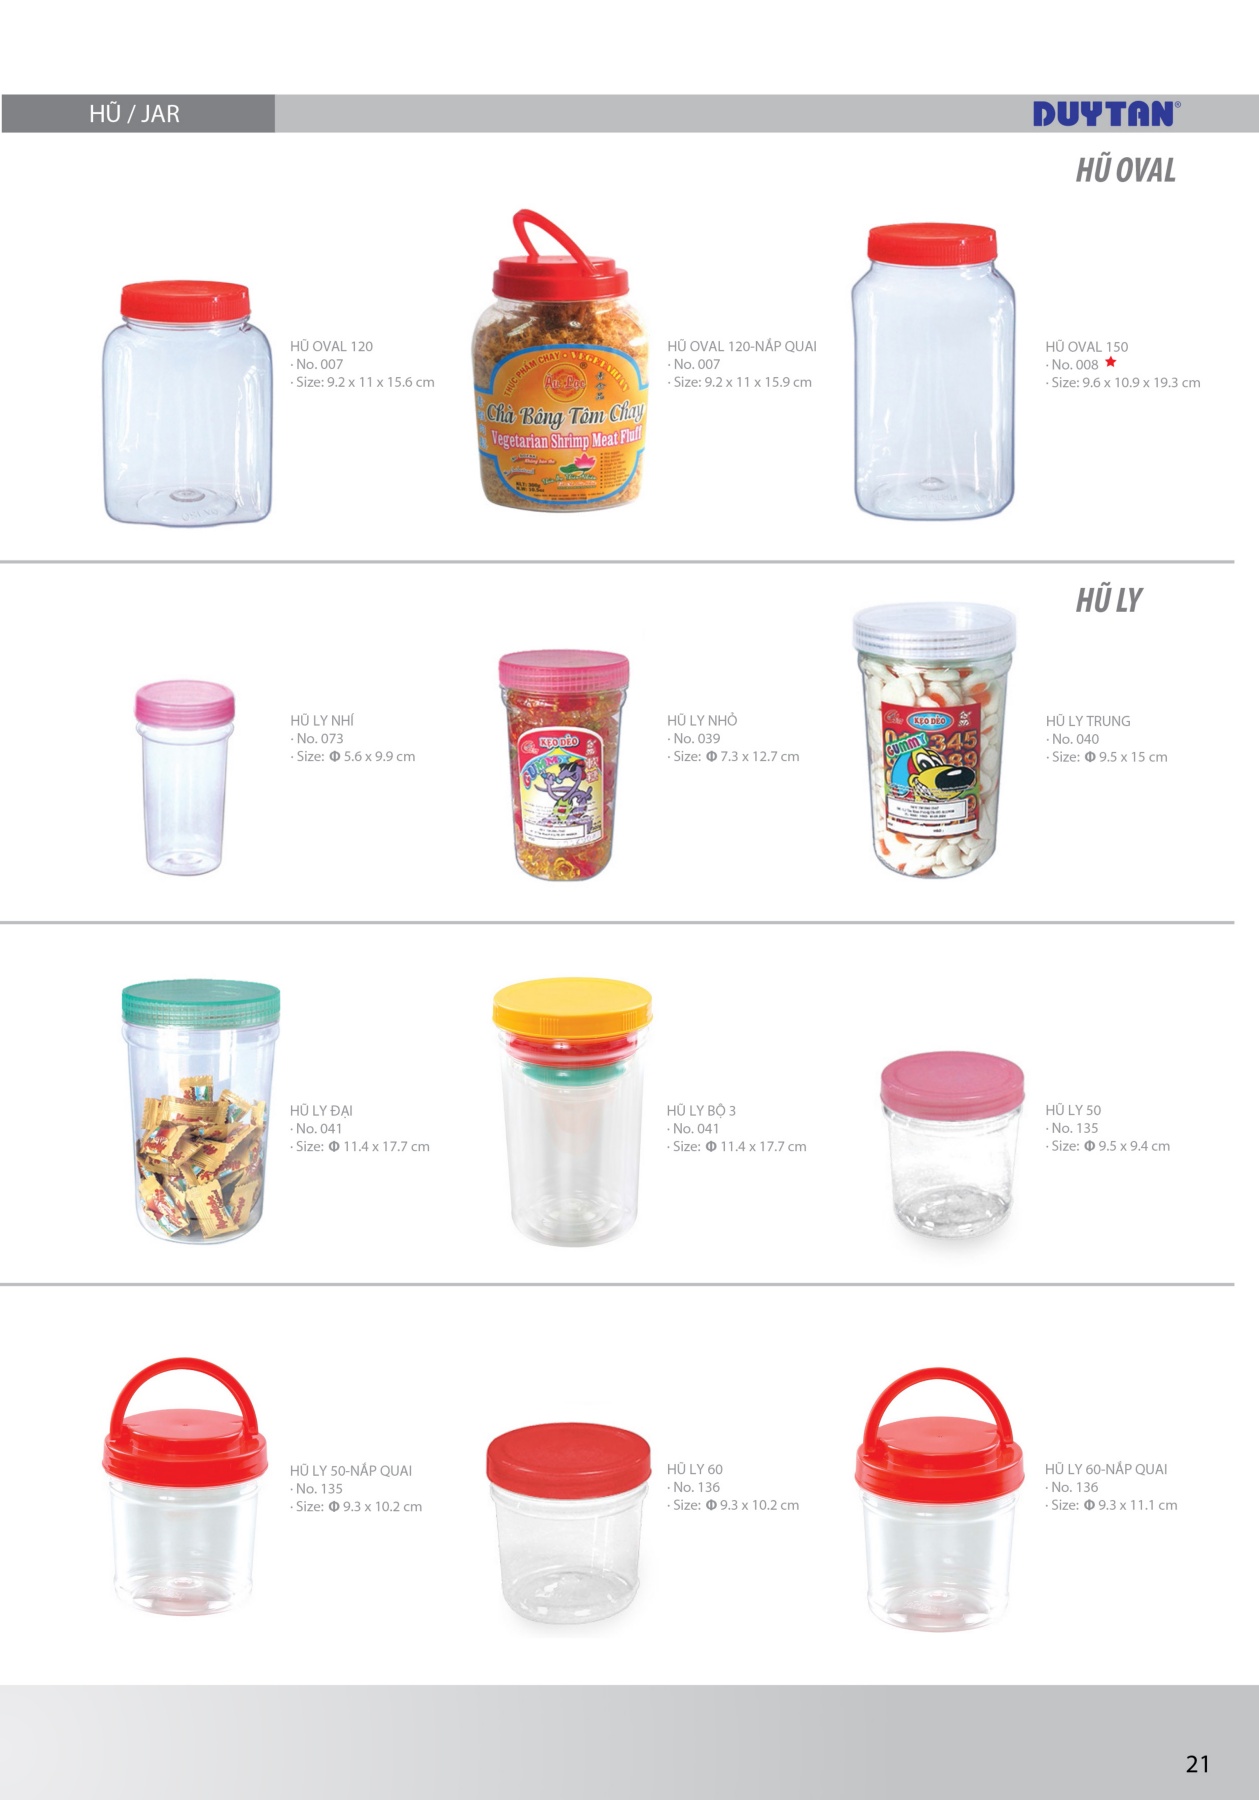 HŨ / JAR
DUYTAN®
HŨ OVAL
HŨ OVAL 120
· No. 007
· Size: 9.2 x 11 x 15.6 cm
THỰC PHẨM CHAY • VEGETARIAN
Âu Lạc
Chà Bông Tôm Chay
Vegetarian Shrimp Meat Fluff
HŨ OVAL 120-NẮP QUAI
· No. 007
· Size: 9.2 x 11 x 15.9 cm
HŨ OVAL 150
· No. 008
· Size: 9.6 x 10.9 x 19.3 cm
HŨ LY
HŨ LY NHÍ
· No. 073
· Size: Φ 5.6 x 9.9 cm
KẸO DẺO
GUMMY
HŨ LY NHỎ
· No. 039
· Size: Φ 7.3 x 12.7 cm
KẸO DẺO
345
GUMMY
89
HŨ LY TRUNG
· No. 040
· Size: Φ 9.5 x 15 cm
HŨ LY ĐẠI
· No. 041
· Size: Φ 11.4 x 17.7 cm
HŨ LY BỘ 3
· No. 041
· Size: Φ 11.4 x 17.7 cm
HŨ LY 50
· No. 135
· Size: Φ 9.5 x 9.4 cm
HŨ LY 50-NẮP QUAI
· No. 135
· Size: Φ 9.3 x 10.2 cm
HŨ LY 60
· No. 136
· Size: Φ 9.3 x 10.2 cm
HŨ LY 60-NẮP QUAI
· No. 136
· Size: Φ 9.3 x 11.1 cm
21